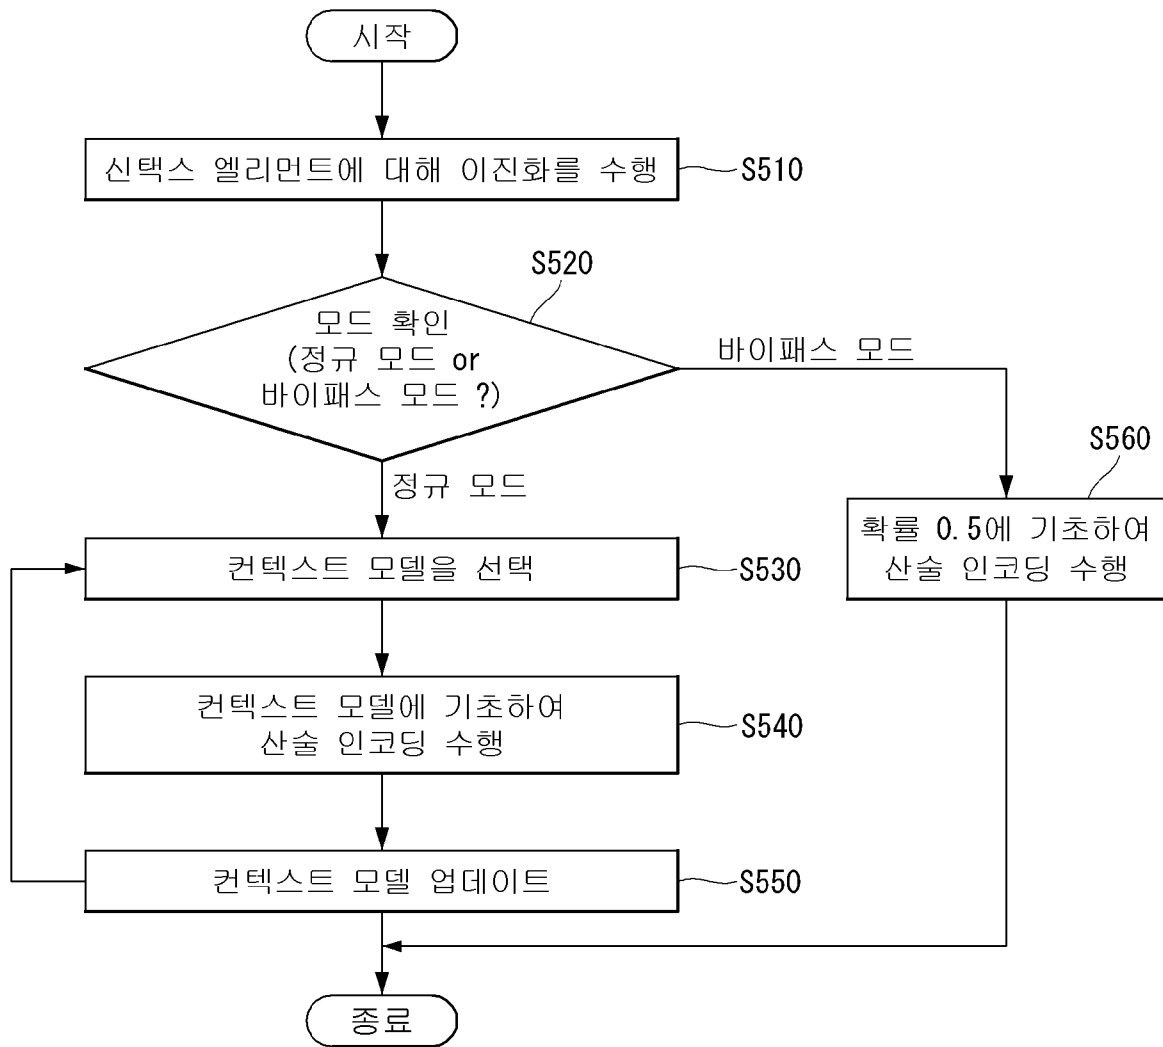 시작
신택스 엘리먼트에 대해 이진화를 수행
S510
S520
모드 확인
(정규 모드 or
바이패스 모드 ?)
바이패스 모드
정규 모드
S560
확률 0.5에 기초하여
산술 인코딩 수행
컨텍스트 모델을 선택
S530
컨텍스트 모델에 기초하여
산술 인코딩 수행
S540
컨텍스트 모델 업데이트
S550
종료